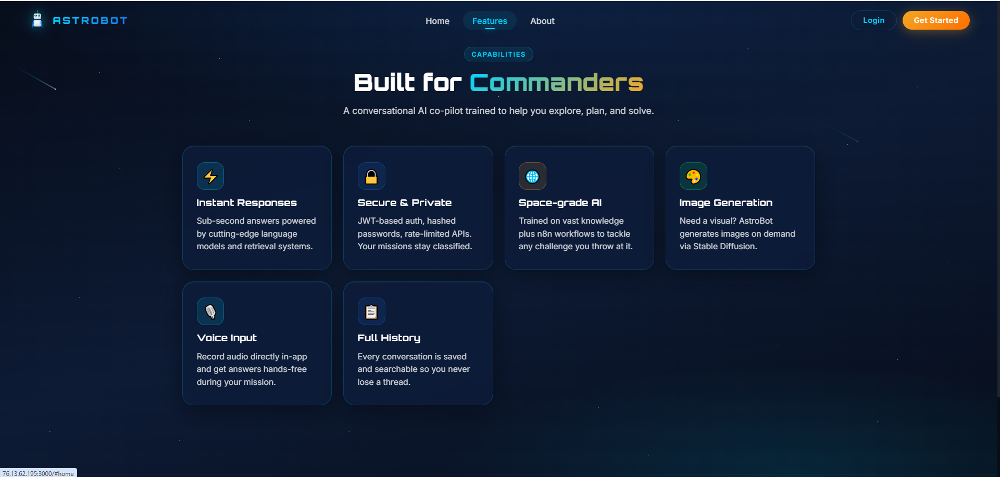 ASTROBOT
Home
Features
About
Login
Get Started
CAPABILITIES
Built for Commanders
A conversational AI co-pilot trained to help you explore, plan, and solve.
Instant Responses
Sub-second answers powered
by cutting-edge language
models and retrieval systems.
Secure & Private
JWT-based auth, hashed
passwords, rate-limited APIs.
Your missions stay classified.
Space-grade AI
Trained on vast knowledge
plus n8n workflows to tackle
any challenge you throw at it.
Image Generation
Need a visual? AstroBot
generates images on demand
via Stable Diffusion.
Voice Input
Record audio directly in-app
and get answers hands-free
during your mission.
Full History
Every conversation is saved
and searchable so you never
lose a thread.
76.13.62.195:3000/#home